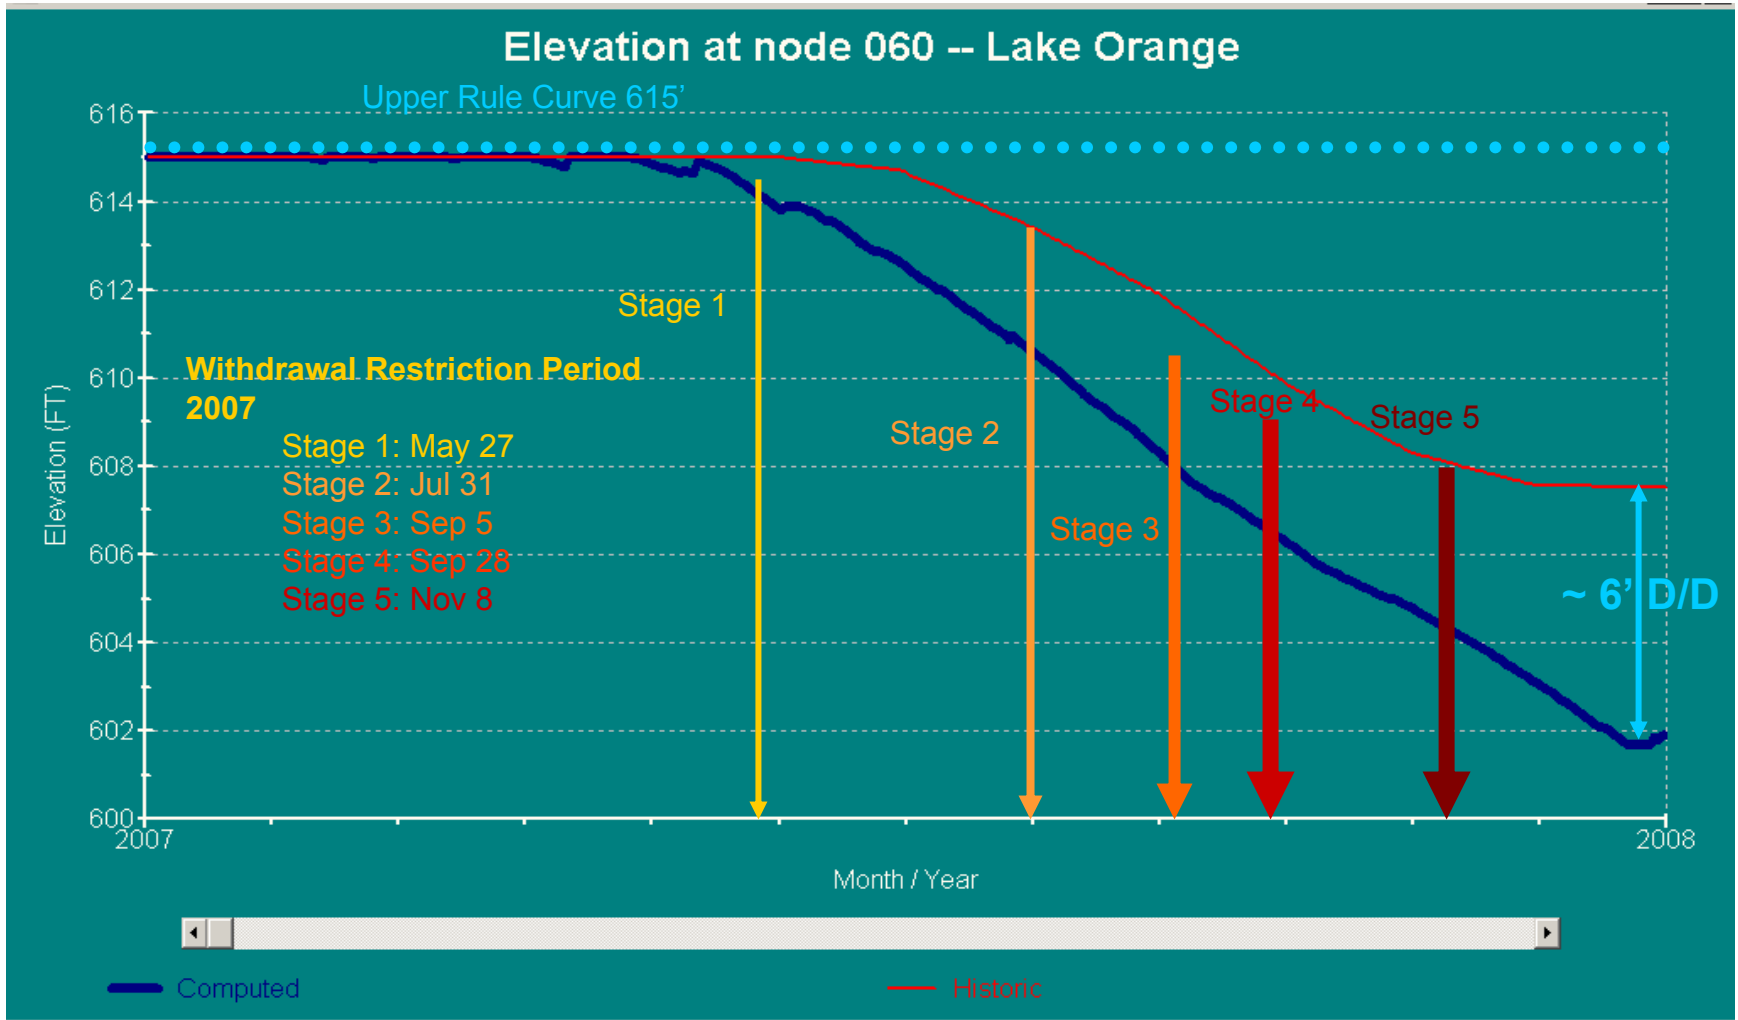 Elevation at node 060 -- Lake Orange
Upper Rule Curve 615'
616
614
612
610
608
606
604
602
600
Elevation (FT)
Stage 1
Withdrawal Restriction Period
2007
Stage 1: May 27
Stage 2: Jul 31
Stage 3: Sep 5
Stage 4: Sep 28
Stage 5: Nov 8
Stage 2
Stage 3
Stage 4
Stage 5
~ 6' D/D
2007
2008
Month / Year
Computed
Historic